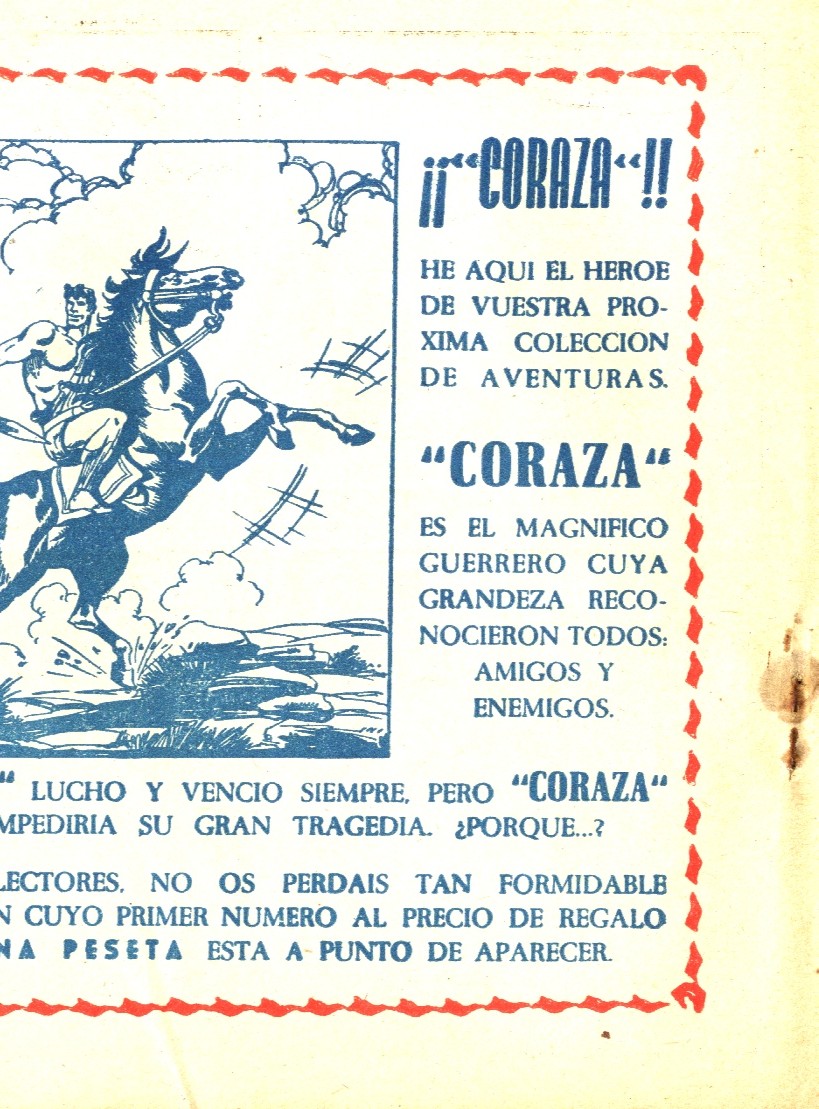 ¡¡“CORAZA“!!
HE AQUI EL HEROE
DE VUESTRA PRO-
XIMA COLECCION
DE AVENTURAS.
“CORAZA“
ES EL MAGNIFICO
GUERRERO CUYA
GRANDEZA RECO-
NOCIERON TODOS:
AMIGOS Y
ENEMIGOS.
“ LUCHO Y VENCIO SIEMPRE, PERO “CORAZA“
MPEDIRIA SU GRAN TRAGEDIA. ¿PORQUE...?
LECTORES, NO OS PERDAIS TAN FORMIDABLE
N CUYO PRIMER NUMERO AL PRECIO DE REGALO
NA PESETA ESTA A PUNTO DE APARECER.